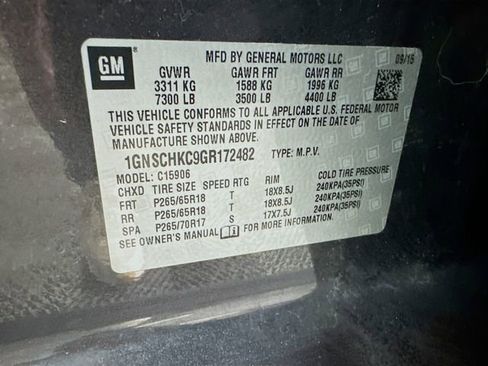 GM
MFD BY GENERAL MOTORS LLC 09/15
GVWR GAWR FRT GAWR RR
3311 KG 1588 KG 1996 KG
7300 LB 3500 LB 4400 LB
THIS VEHICLE CONFORMS TO ALL APPLICABLE U.S. FEDERAL MOTOR
VEHICLE SAFETY STANDARDS IN EFFECT ON THE DATE OF
MANUFACTURE SHOWN ABOVE.
1GNSCHKC9GR172482 TYPE: M.P.V.
MODEL: C15906
CHXD TIRE SIZE SPEED RTG RIM COLD TIRE PRESSURE
FRT P265/65R18 T 18X8.5J 240KPA(35PSI)
RR P265/65R18 T 18X8.5J 240KPA(35PSI)
SPA P265/70R17 S 17X7.5J 240KPA(35PSI)
SEE OWNER'S MANUAL FOR MORE INFORMATION.